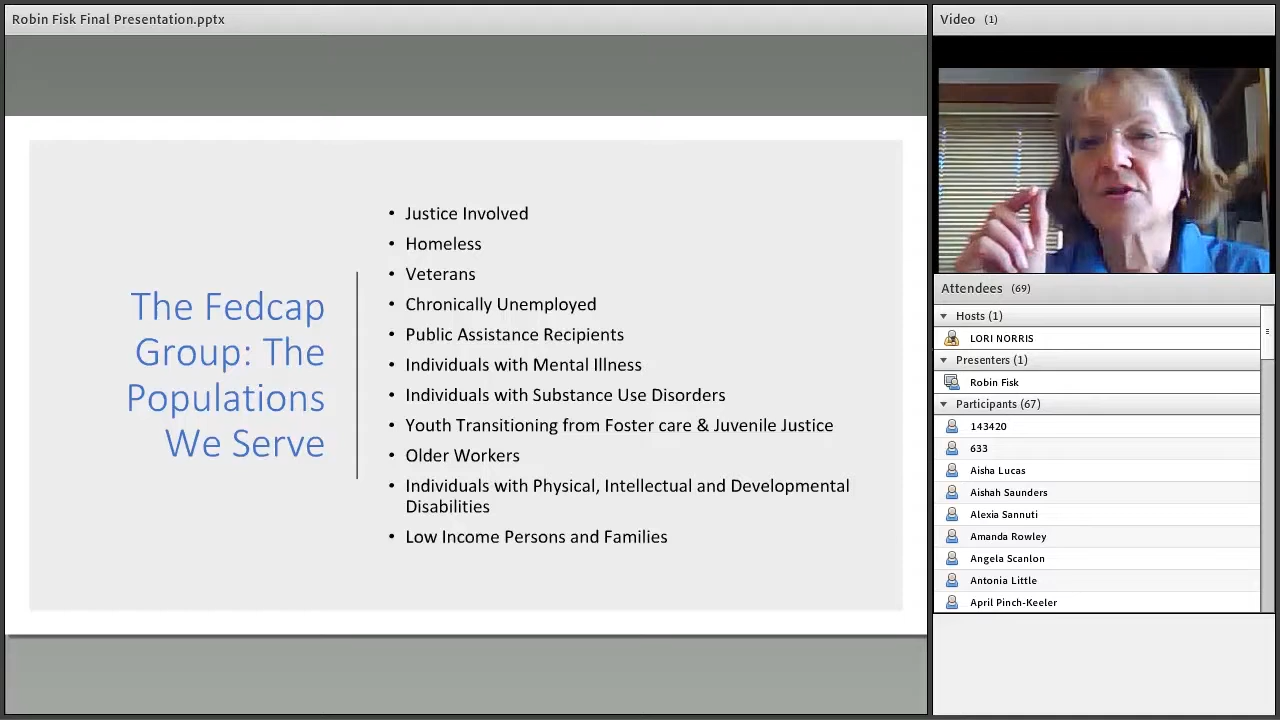 Robin Fisk Final Presentation.pptx
The Fedcap
Group: The
Populations
We Serve
• Justice Involved
• Homeless
• Veterans
• Chronically Unemployed
• Public Assistance Recipients
• Individuals with Mental Illness
• Individuals with Substance Use Disorders
• Youth Transitioning from Foster care & Juvenile Justice
• Older Workers
• Individuals with Physical, Intellectual and Developmental
Disabilities
• Low Income Persons and Families
Video (1)
Attendees (69)
Hosts (1)
LORI NORRIS
Presenters (1)
Robin Fisk
Participants (67)
143420
633
Aisha Lucas
Aishah Saunders
Alexia Sannuti
Amanda Rowley
Angela Scanlon
Antonia Little
April Pinch-Keeler